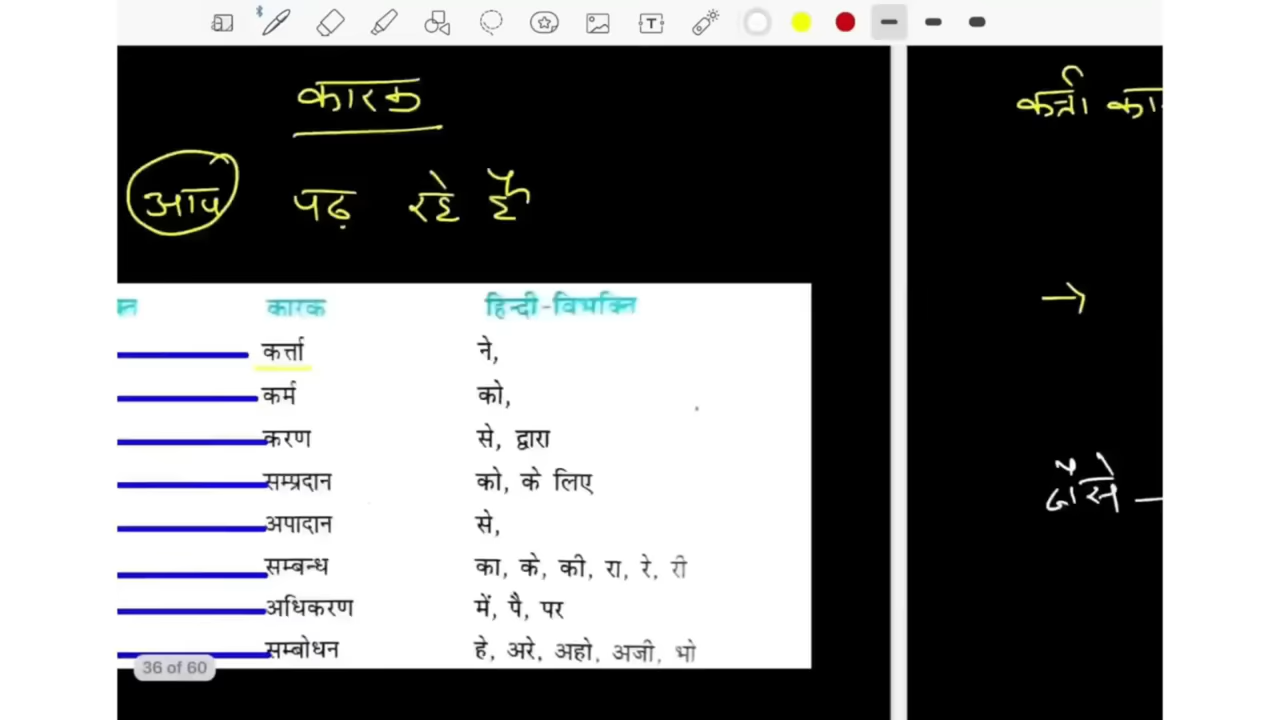 कारक
आप पढ़ रहे हैं
क्त कारक हिन्दी-विभक्ति
कर्त्ता ने,
कर्म को,
करण से, द्वारा
सम्प्रदान को, के लिए
अपादान से,
सम्बन्ध का, के, की, रा, रे, री
अधिकरण में, पै, पर
सम्बोधन हे, अरे, अहो, अजी, भो
36 of 60
कर्त्ता का
→